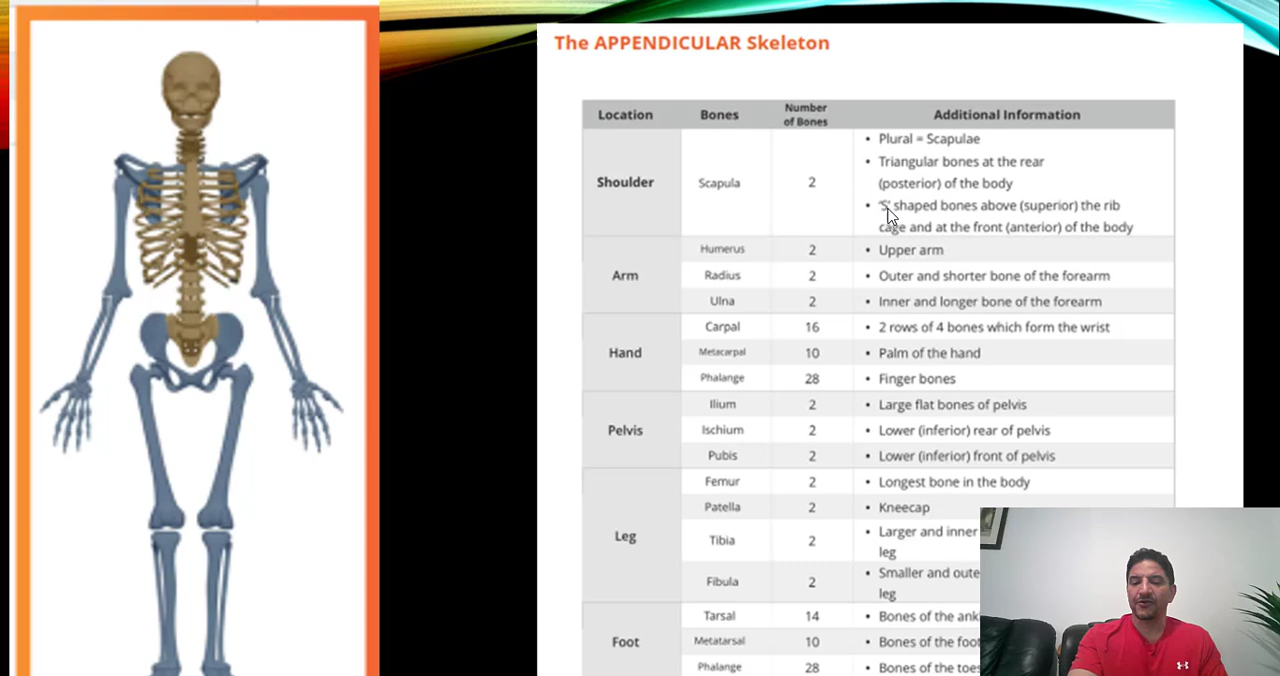 The APPENDICULAR Skeleton
Location Bones Number of Bones Additional Information
Shoulder Scapula 2
• Plural = Scapulae
• Triangular bones at the rear
(posterior) of the body
• 'S' shaped bones above (superior) the rib
cage and at the front (anterior) of the body
Arm
Humerus 2 • Upper arm
Radius 2 • Outer and shorter bone of the forearm
Ulna 2 • Inner and longer bone of the forearm
Hand
Carpal 16 • 2 rows of 4 bones which form the wrist
Metacarpal 10 • Palm of the hand
Phalange 28 • Finger bones
Pelvis
Ilium 2 • Large flat bones of pelvis
Ischium 2 • Lower (inferior) rear of pelvis
Pubis 2 • Lower (inferior) front of pelvis
Leg
Femur 2 • Longest bone in the body
Patella 2 • Kneecap
Tibia 2 • Larger and inner
leg
Fibula 2 • Smaller and
leg
Foot
Tarsal 14 • Bones of the
Metatarsal 10 • Bones of the foot
Phalange 28 • Bones of the toes